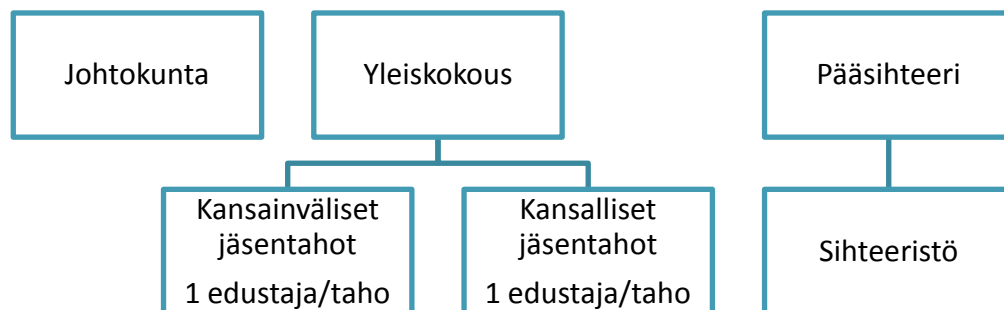 Johtokunta
Yleiskokous
Pääsihteeri
Kansainväliset
jäsentahot
1 edustaja/taho
Kansalliset
jäsentahot
1 edustaja/taho
Sihteeristö